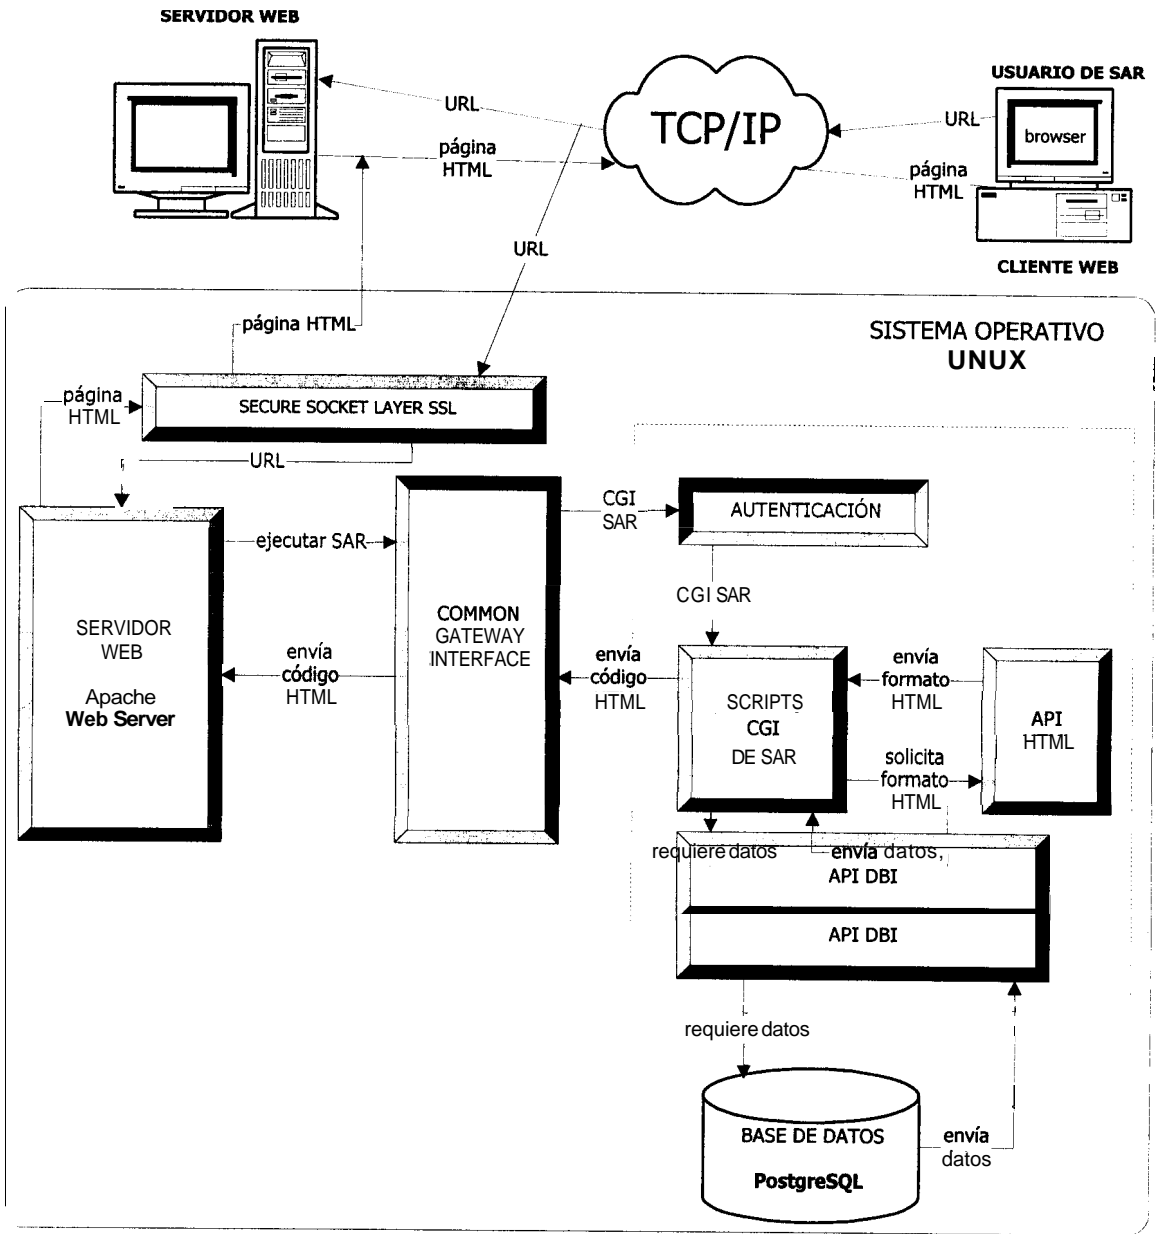 SERVIDOR WEB
USUARIO DE SAR
URL
TCP/IP
URL
browser
página
HTML
página
HTML
URL
CLIENTE WEB
página HTML
SISTEMA OPERATIVO
UNUX
página
HTML
SECURE SOCKET LAYER SSL
URL
CGI
SAR
AUTENTICACIÓN
ejecutar SAR
CGI SAR
SERVIDOR
WEB
Apache
Web Server
envía
código
HTML
COMMON
GATEWAY
INTERFACE
envía
código
HTML
SCRIPTS
CGI
DE SAR
envía
formato
HTML
API
HTML
solicita
formato
HTML
requiere datos
envía datos,
API DBI
API DBI
requiere datos
BASE DE DATOS
PostgreSQL
envía
datos